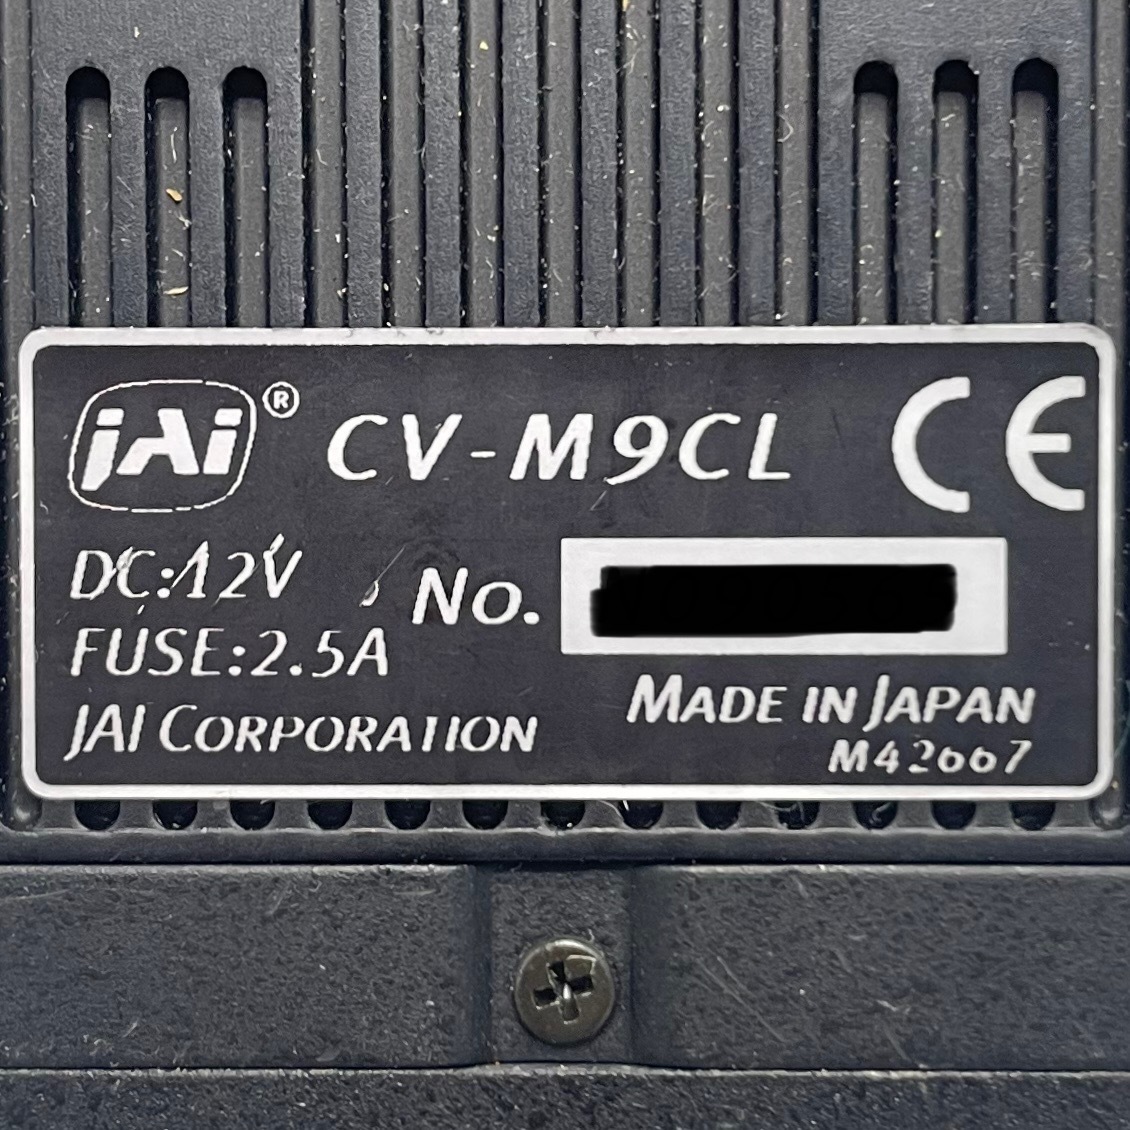 JAI® CV-M9CL CE
DC:12V
No.
FUSE:2.5A
JAI CORPORATION
MADE IN JAPAN
M42667